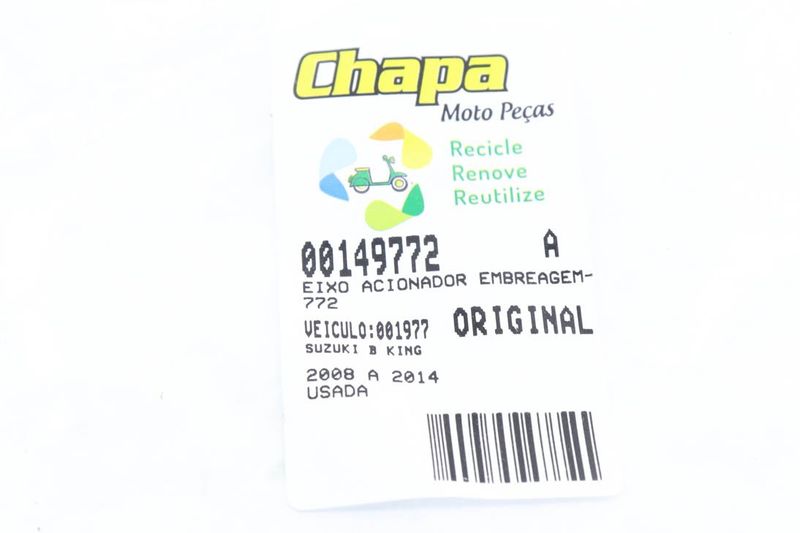 Chapa
Moto Peças
Recicle
Renove
Reutilize
00149772 A
EIXO ACIONADOR EMBREAGEM-
772
VEICULO:001977 ORIGINAL
SUZUKI B KING
2008 A 2014
USADA